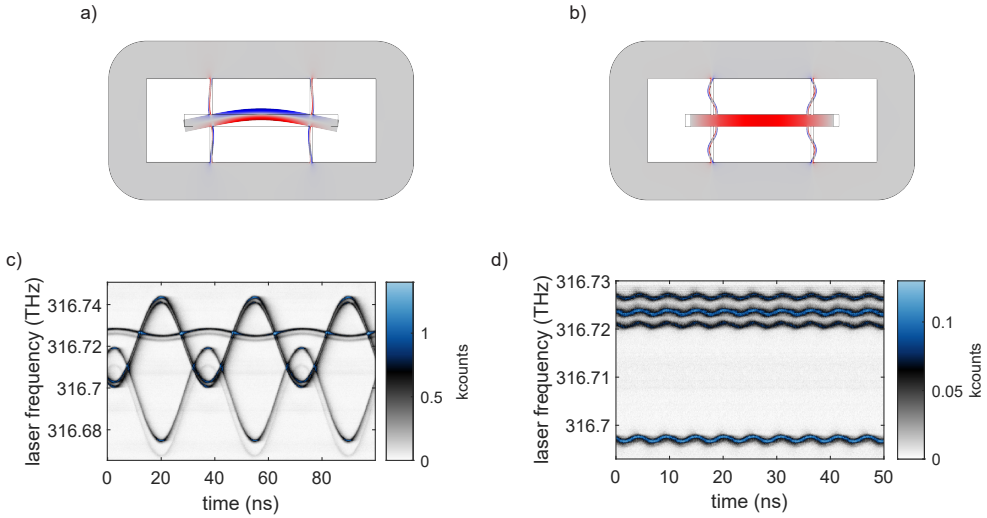 a)
b)
c)
laser frequency (THz)
316.74
316.72
316.7
316.68
0
20
40
60
80
time (ns)
1
0.5
0
kcounts
d)
laser frequency (THz)
316.73
316.72
316.71
316.7
0
10
20
30
40
50
time (ns)
0.1
0.05
0
kcounts